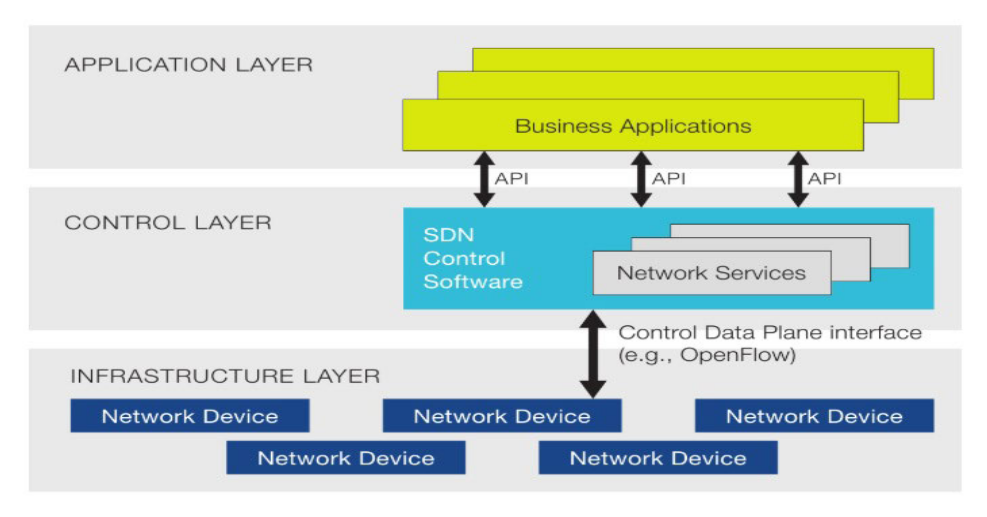 APPLICATION LAYER
Business Applications
API
API
API
CONTROL LAYER
SDN
Control
Software
Network Services
Control Data Plane interface
(e.g., OpenFlow)
INFRASTRUCTURE LAYER
Network Device
Network Device
Network Device
Network Device
Network Device